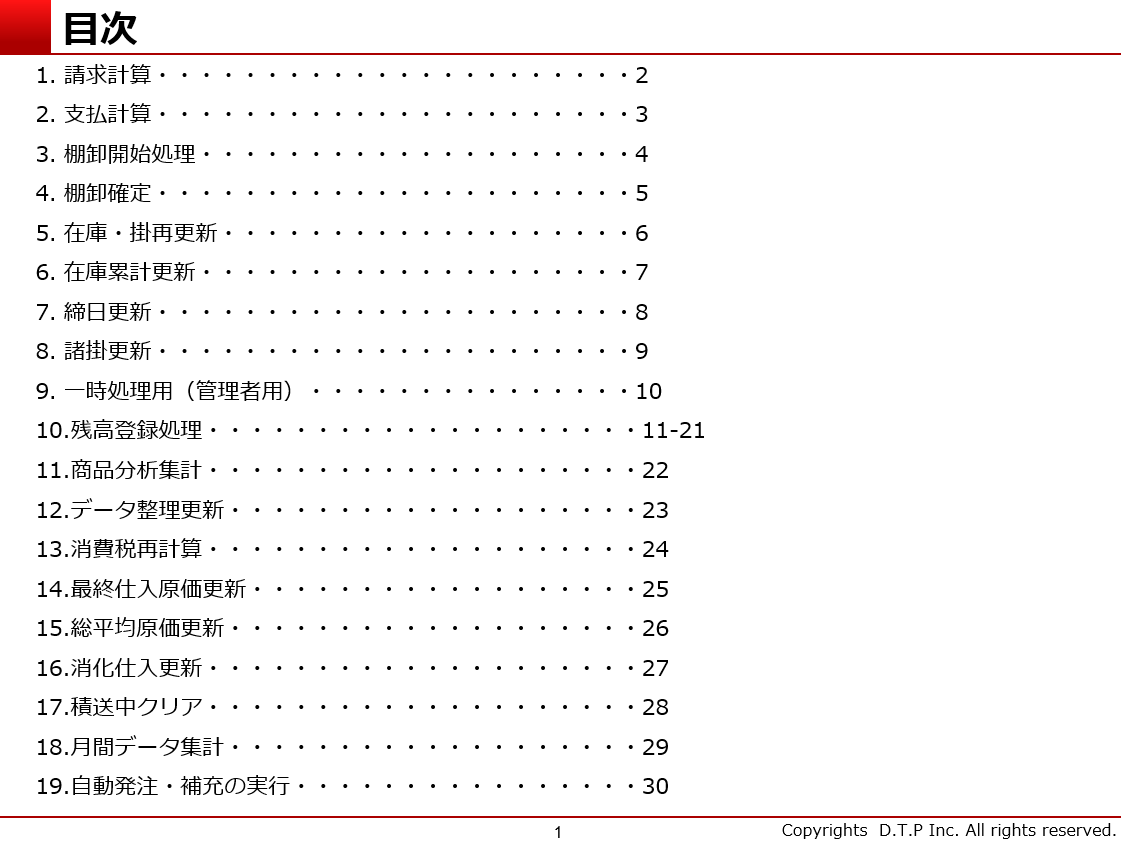 目次
1. 請求計算・・・・・・・・・・・・・・・・・・・・・・2
2. 支払計算・・・・・・・・・・・・・・・・・・・・・・3
3. 棚卸開始処理・・・・・・・・・・・・・・・・・・・・4
4. 棚卸確定・・・・・・・・・・・・・・・・・・・・・・5
5. 在庫・掛再更新・・・・・・・・・・・・・・・・・・・6
6. 在庫累計更新・・・・・・・・・・・・・・・・・・・・7
7. 締日更新・・・・・・・・・・・・・・・・・・・・・・8
8. 諸掛更新・・・・・・・・・・・・・・・・・・・・・・9
9. 一時処理用（管理者用）・・・・・・・・・・・・・・・10
10.残高登録処理・・・・・・・・・・・・・・・・・・・・11-21
11.商品分析集計・・・・・・・・・・・・・・・・・・・・22
12.データ整理更新・・・・・・・・・・・・・・・・・・・23
13.消費税再計算・・・・・・・・・・・・・・・・・・・・24
14.最終仕入原価更新・・・・・・・・・・・・・・・・・・25
15.総平均原価更新・・・・・・・・・・・・・・・・・・・26
16.消化仕入更新・・・・・・・・・・・・・・・・・・・・27
17.積送中クリア・・・・・・・・・・・・・・・・・・・・28
18.月間データ集計・・・・・・・・・・・・・・・・・・・29
19.自動発注・補充の実行・・・・・・・・・・・・・・・・30
1
Copyrights D.T.P Inc. All rights reserved.